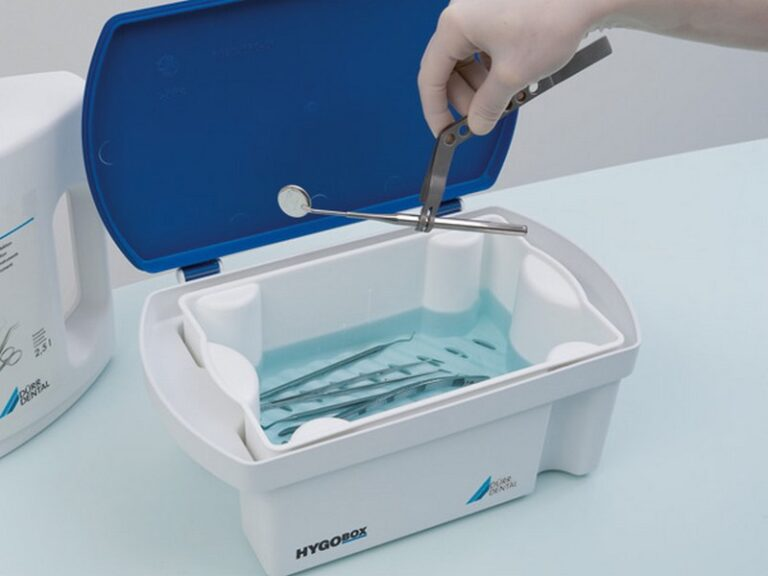 2,5 l
DÜRR
DENTAL
DÜRR
DENTAL
HYGOBOX